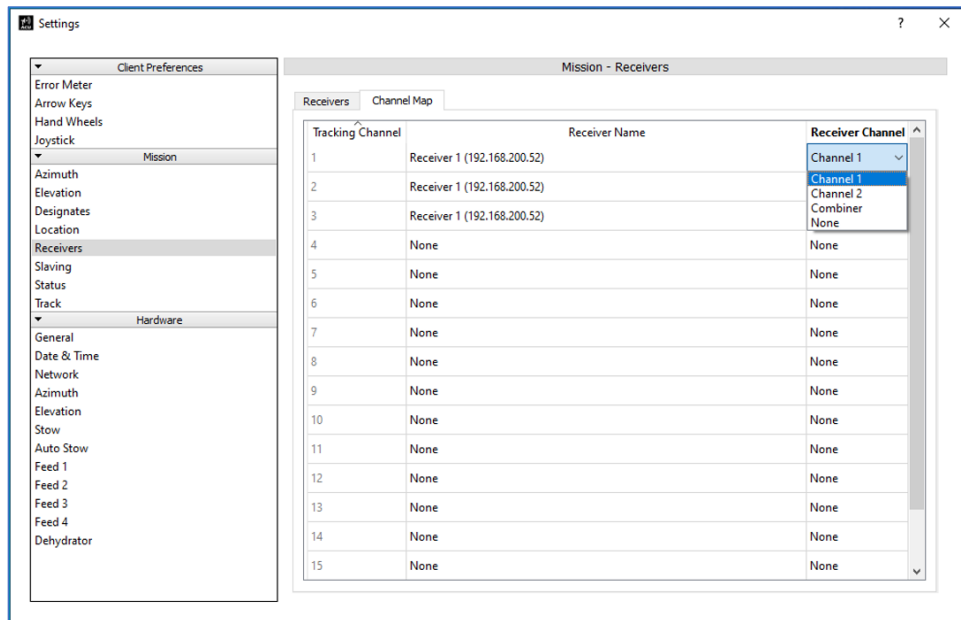 Settings
?
Client Preferences
Error Meter
Arrow Keys
Hand Wheels
Joystick
Mission
Azimuth
Elevation
Designates
Location
Receivers
Slaving
Status
Track
Hardware
General
Date & Time
Network
Azimuth
Elevation
Stow
Auto Stow
Feed 1
Feed 2
Feed 3
Feed 4
Dehydrator
Mission - Receivers
Receivers Channel Map
Tracking Channel Receiver Name Receiver Channel
1 Receiver 1 (192.168.200.52) Channel 1
Channel 1
Channel 2
Combiner
None
2 Receiver 1 (192.168.200.52)
3 Receiver 1 (192.168.200.52)
4 None None
5 None None
6 None None
7 None None
8 None None
9 None None
10 None None
11 None None
12 None None
13 None None
14 None None
15 None None